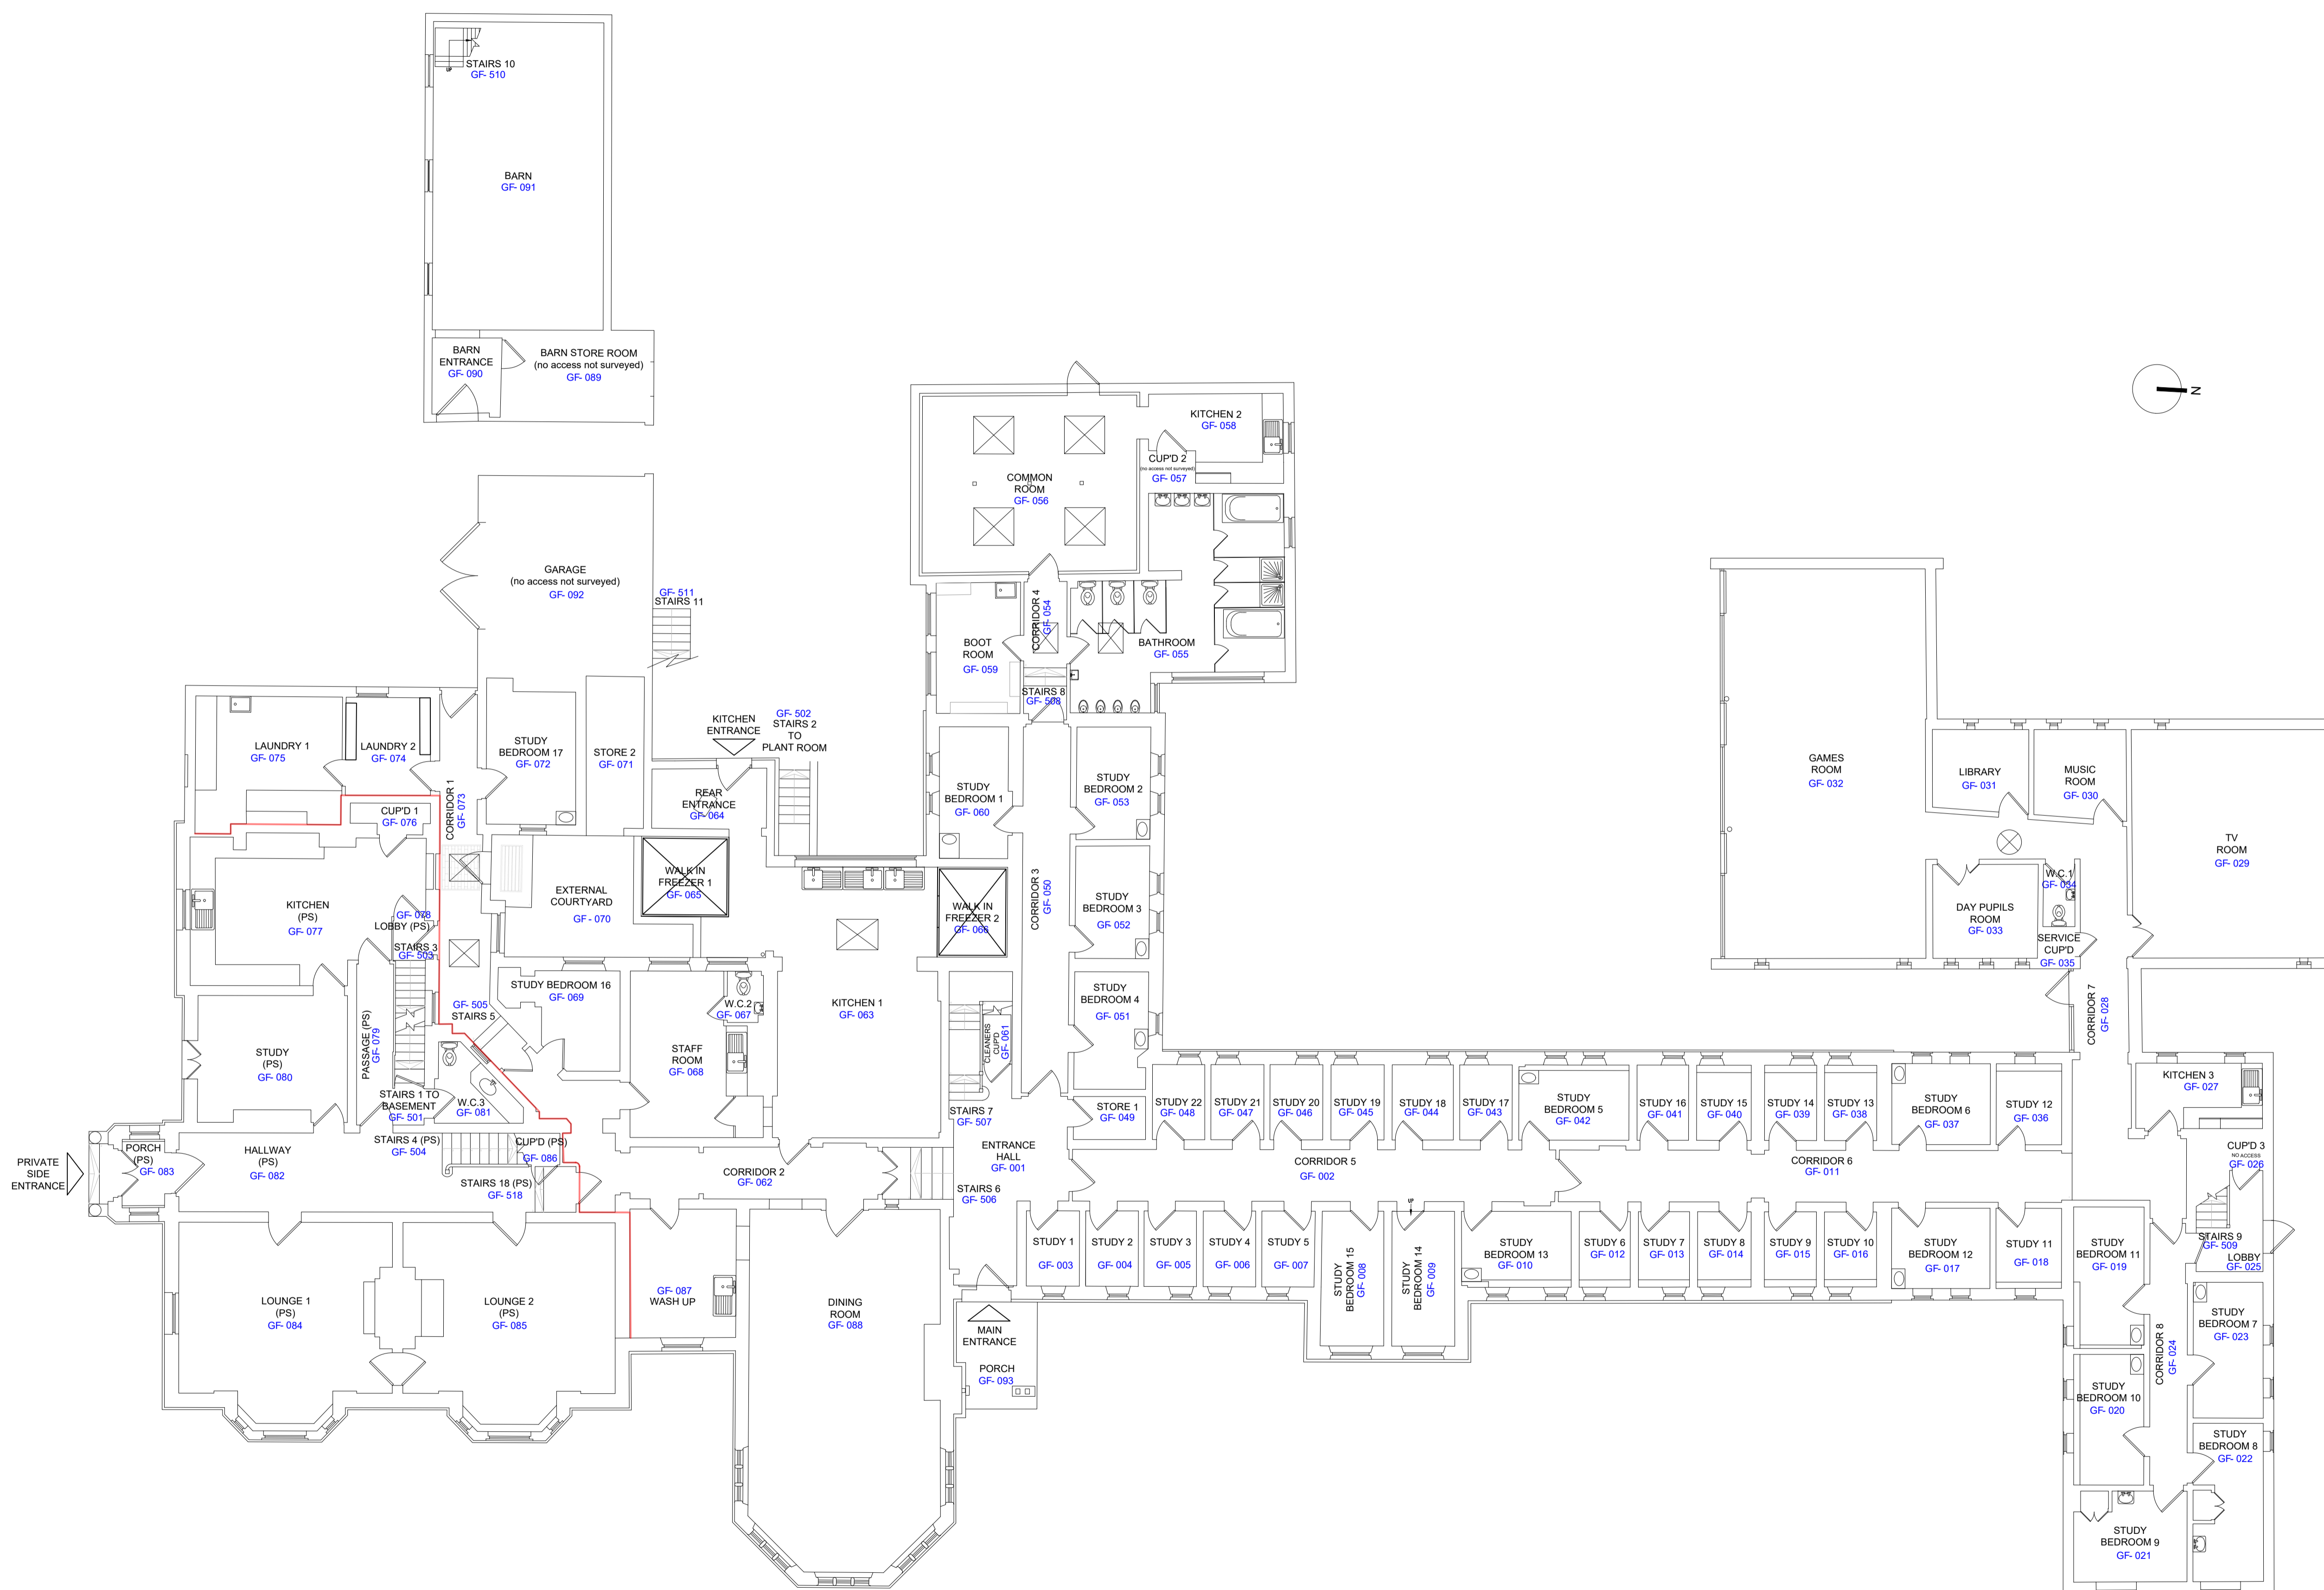 UP
STAIRS 10
GF- 510
BARN
GF- 091
BARN
ENTRANCE
GF- 090
BARN STORE ROOM
(no access not surveyed)
GF- 089
N
KITCHEN 2
GF- 058
CUP'D 2
(no access not surveyed)
GF- 057
COMMON
ROOM
GF- 056
GARAGE
(no access not surveyed)
GF- 092
GF- 511
STAIRS 11
CORRIDOR 4
GF- 054
BOOT
ROOM
GF- 059
BATHROOM
GF- 055
STAIRS 8
GF- 508
LAUNDRY 1
GF- 075
LAUNDRY 2
GF- 074
STUDY
BEDROOM 17
GF- 072
STORE 2
GF- 071
KITCHEN
ENTRANCE
GF- 502
STAIRS 2
TO
PLANT ROOM
REAR
ENTRANCE
GF- 064
CUP'D 1
GF- 076
CORRIDOR 1
GF- 073
STUDY
BEDROOM 1
GF- 060
STUDY
BEDROOM 2
GF- 053
GAMES
ROOM
GF- 032
LIBRARY
GF- 031
MUSIC
ROOM
GF- 030
TV
ROOM
GF- 029
KITCHEN
(PS)
GF- 077
GF- 078
LOBBY (PS)
STAIRS 3
GF- 503
EXTERNAL
COURTYARD
GF - 070
WALK IN
FREEZER 1
GF- 065
WALK IN
FREEZER 2
GF- 066
CORRIDOR 3
GF- 050
STUDY
BEDROOM 3
GF- 052
DAY PUPILS
ROOM
GF- 033
W.C.1
GF- 034
SERVICE
CUP'D
GF- 035
STUDY BEDROOM 16
GF- 069
GF- 505
STAIRS 5
W.C.2
GF- 067
KITCHEN 1
GF- 063
STUDY
BEDROOM 4
GF- 051
CORRIDOR 7
GF- 028
STUDY
(PS)
GF- 080
PASSAGE (PS)
GF- 079
STAFF
ROOM
GF- 068
CLEANERS
CUP'D
GF- 061
STAIRS 1 TO
BASEMENT
GF- 501
W.C.3
GF- 081
STAIRS 7
GF- 507
STORE 1
GF- 049
STUDY 22
GF- 048
STUDY 21
GF- 047
STUDY 20
GF- 046
STUDY 19
GF- 045
STUDY 18
GF- 044
STUDY 17
GF- 043
STUDY
BEDROOM 5
GF- 042
STUDY 16
GF- 041
STUDY 15
GF- 040
STUDY 14
GF- 039
STUDY 13
GF- 038
STUDY
BEDROOM 6
GF- 037
STUDY 12
GF- 036
KITCHEN 3
GF- 027
PRIVATE
SIDE
ENTRANCE
PORCH
(PS)
GF- 083
HALLWAY
(PS)
GF- 082
STAIRS 4 (PS)
GF- 504
CUP'D (PS)
GF- 086
STAIRS 18 (PS)
GF- 518
CORRIDOR 2
GF- 062
ENTRANCE
HALL
GF- 001
STAIRS 6
GF- 506
CORRIDOR 5
GF- 002
CORRIDOR 6
GF- 011
CUP'D 3
NO ACCESS
GF- 026
UP
STUDY 1
GF- 003
STUDY 2
GF- 004
STUDY 3
GF- 005
STUDY 4
GF- 006
STUDY 5
GF- 007
STUDY
BEDROOM 15
GF- 008
STUDY
BEDROOM 14
GF- 009
STUDY
BEDROOM 13
GF- 010
STUDY 6
GF- 012
STUDY 7
GF- 013
STUDY 8
GF- 014
STUDY 9
GF- 015
STUDY 10
GF- 016
STUDY
BEDROOM 12
GF- 017
STUDY 11
GF- 018
STUDY
BEDROOM 11
GF- 019
STAIRS 9
GF- 509
LOBBY
GF- 025
LOUNGE 1
(PS)
GF- 084
LOUNGE 2
(PS)
GF- 085
GF- 087
WASH UP
DINING
ROOM
GF- 088
MAIN
ENTRANCE
PORCH
GF- 093
CORRIDOR 8
GF- 024
STUDY
BEDROOM 7
GF- 023
STUDY
BEDROOM 10
GF- 020
STUDY
BEDROOM 8
GF- 022
STUDY
BEDROOM 9
GF- 021